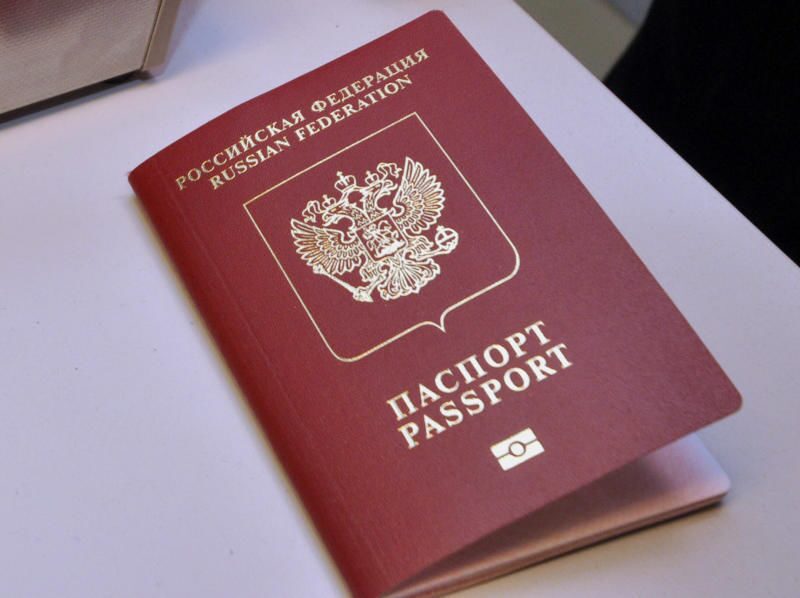 РОССИЙСКАЯ ФЕДЕРАЦИЯ
RUSSIAN FEDERATION
ПАСПОРТ
PASSPORT